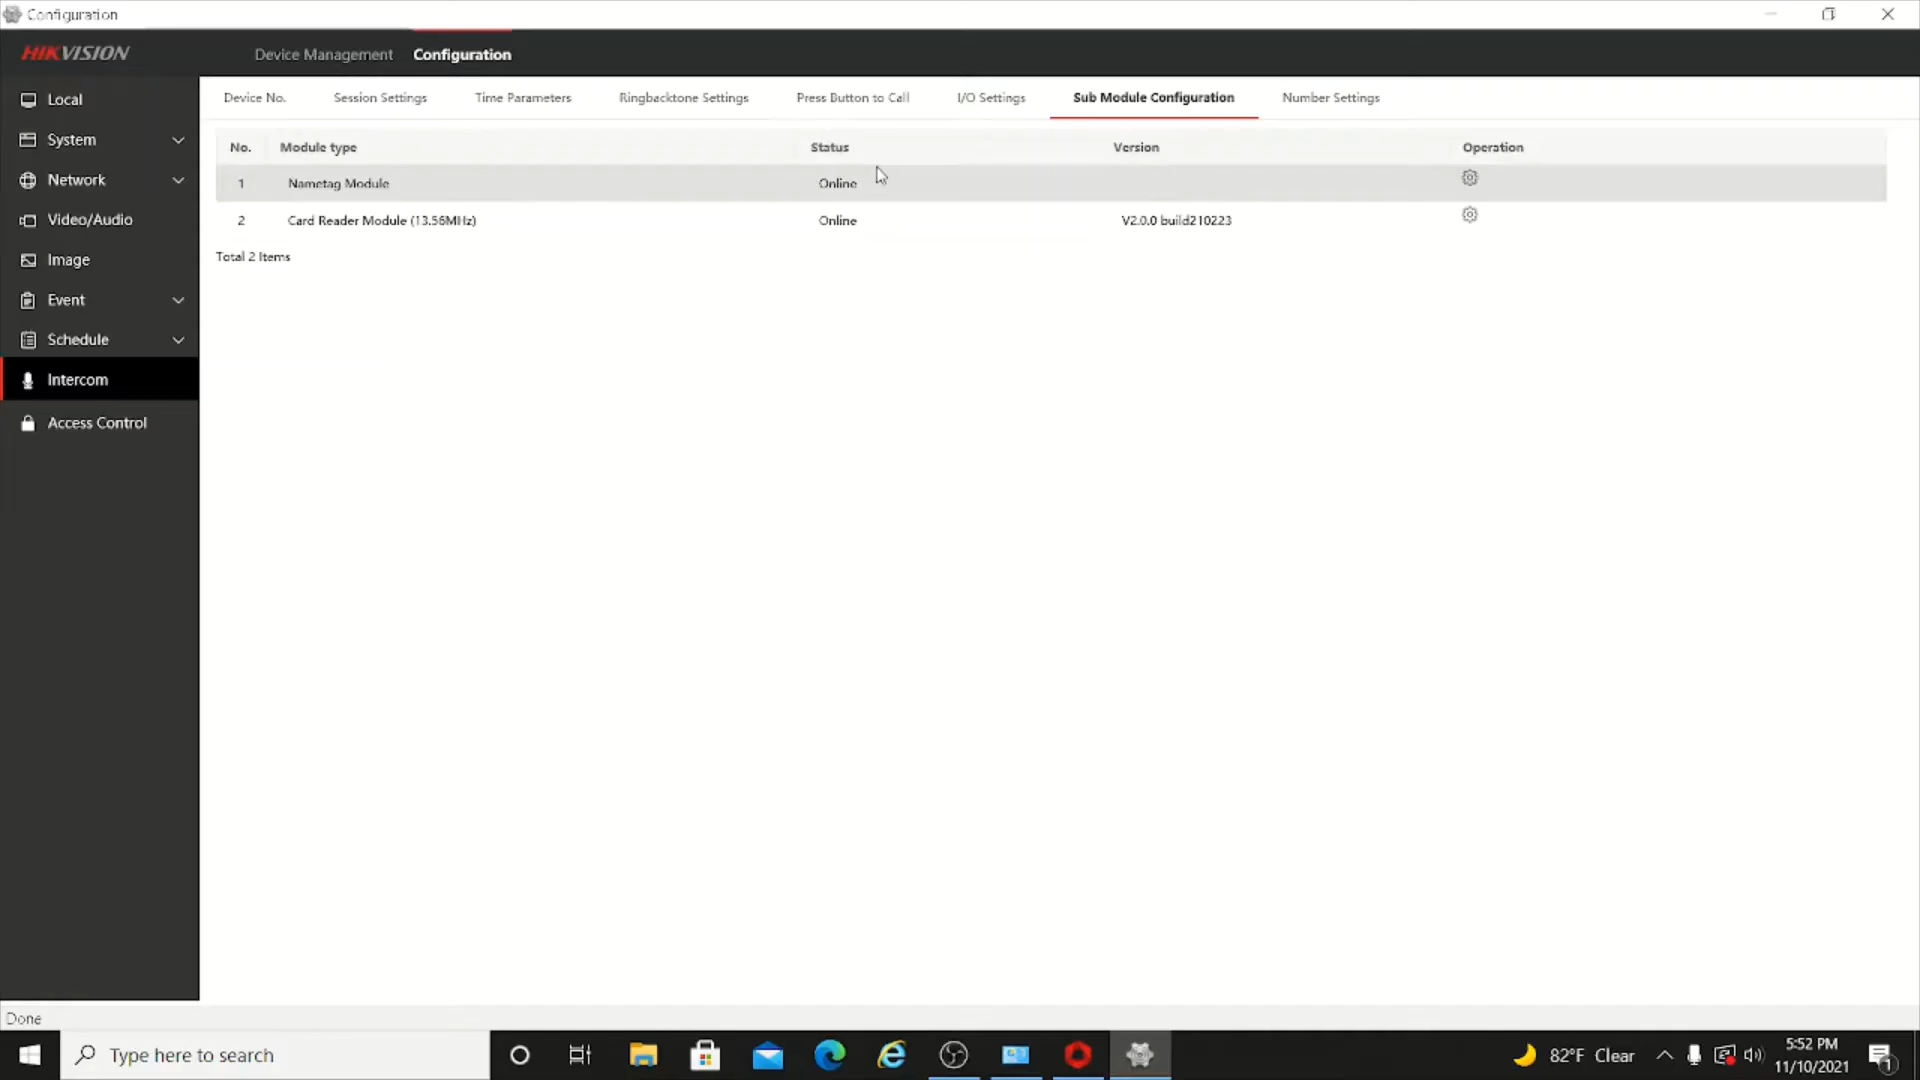 Configuration
HIKVISION
Device Management Configuration
Local
System
Network
Video/Audio
Image
Event
Schedule
Intercom
Access Control
Device No. Session Settings Time Parameters Ringbacktone Settings Press Button to Call I/O Settings Sub Module Configuration Number Settings
No. Module type Status Version Operation
1 Nametag Module Online
2 Card Reader Module (13.56MHz) Online V2.0.0 build210223
Total 2 Items
Done
Type here to search
82°F Clear
5:52 PM
11/10/2021
1